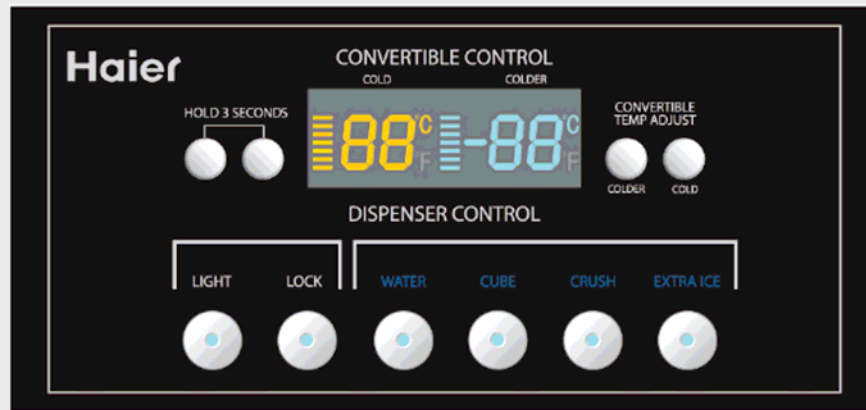 Haier
CONVERTIBLE CONTROL
COLD COLDER
HOLD 3 SECONDS
88°C °F -88°C °F
CONVERTIBLE
TEMP ADJUST
COLDER COLD
DISPENSER CONTROL
LIGHT LOCK WATER CUBE CRUSH EXTRA ICE